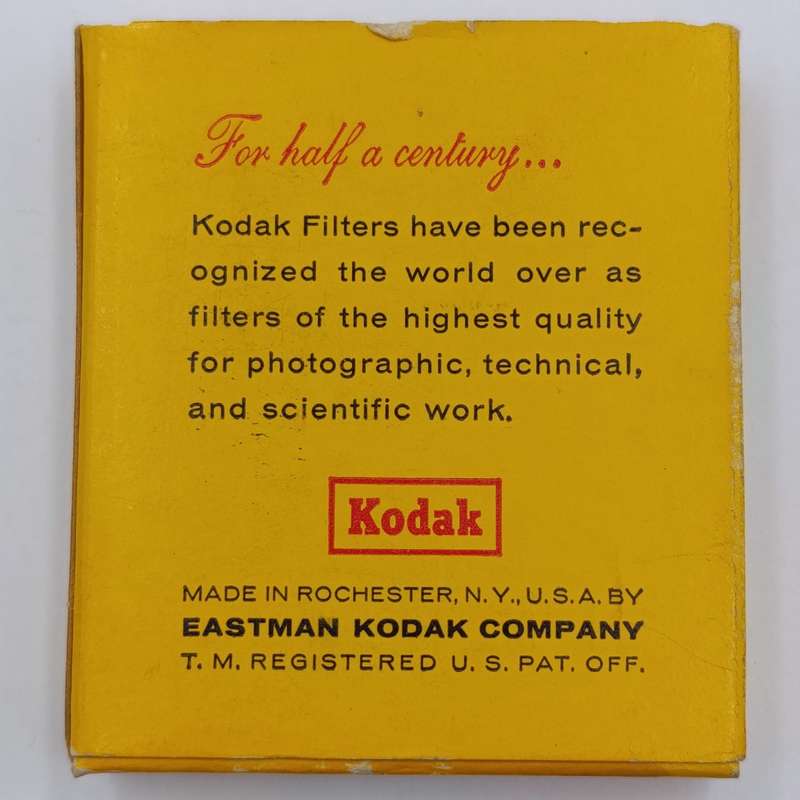 For half a century...
Kodak Filters have been rec-
ognized the world over as
filters of the highest quality
for photographic, technical,
and scientific work.
Kodak
MADE IN ROCHESTER, N.Y., U.S.A. BY
EASTMAN KODAK COMPANY
T. M. REGISTERED U. S. PAT. OFF.